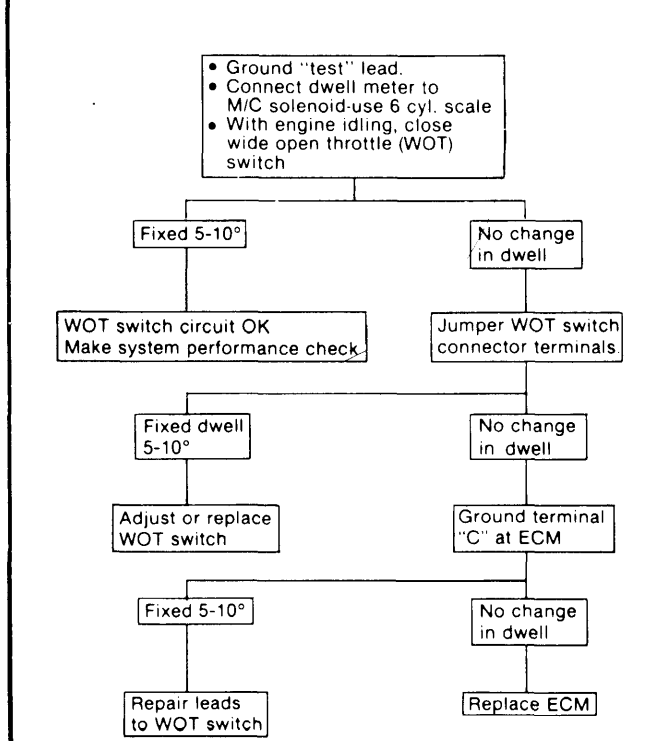 • Ground "test" lead.
• Connect dwell meter to
M/C solenoid-use 6 cyl. scale
• With engine idling, close
wide open throttle (WOT)
switch
Fixed 5-10°
No change
in dwell
WOT switch circuit OK
Make system performance check
Jumper WOT switch
connector terminals.
Fixed dwell
5-10°
No change
in dwell
Adjust or replace
WOT switch
Ground terminal
"C" at ECM
Fixed 5-10°
No change
in dwell
Repair leads
to WOT switch
Replace ECM